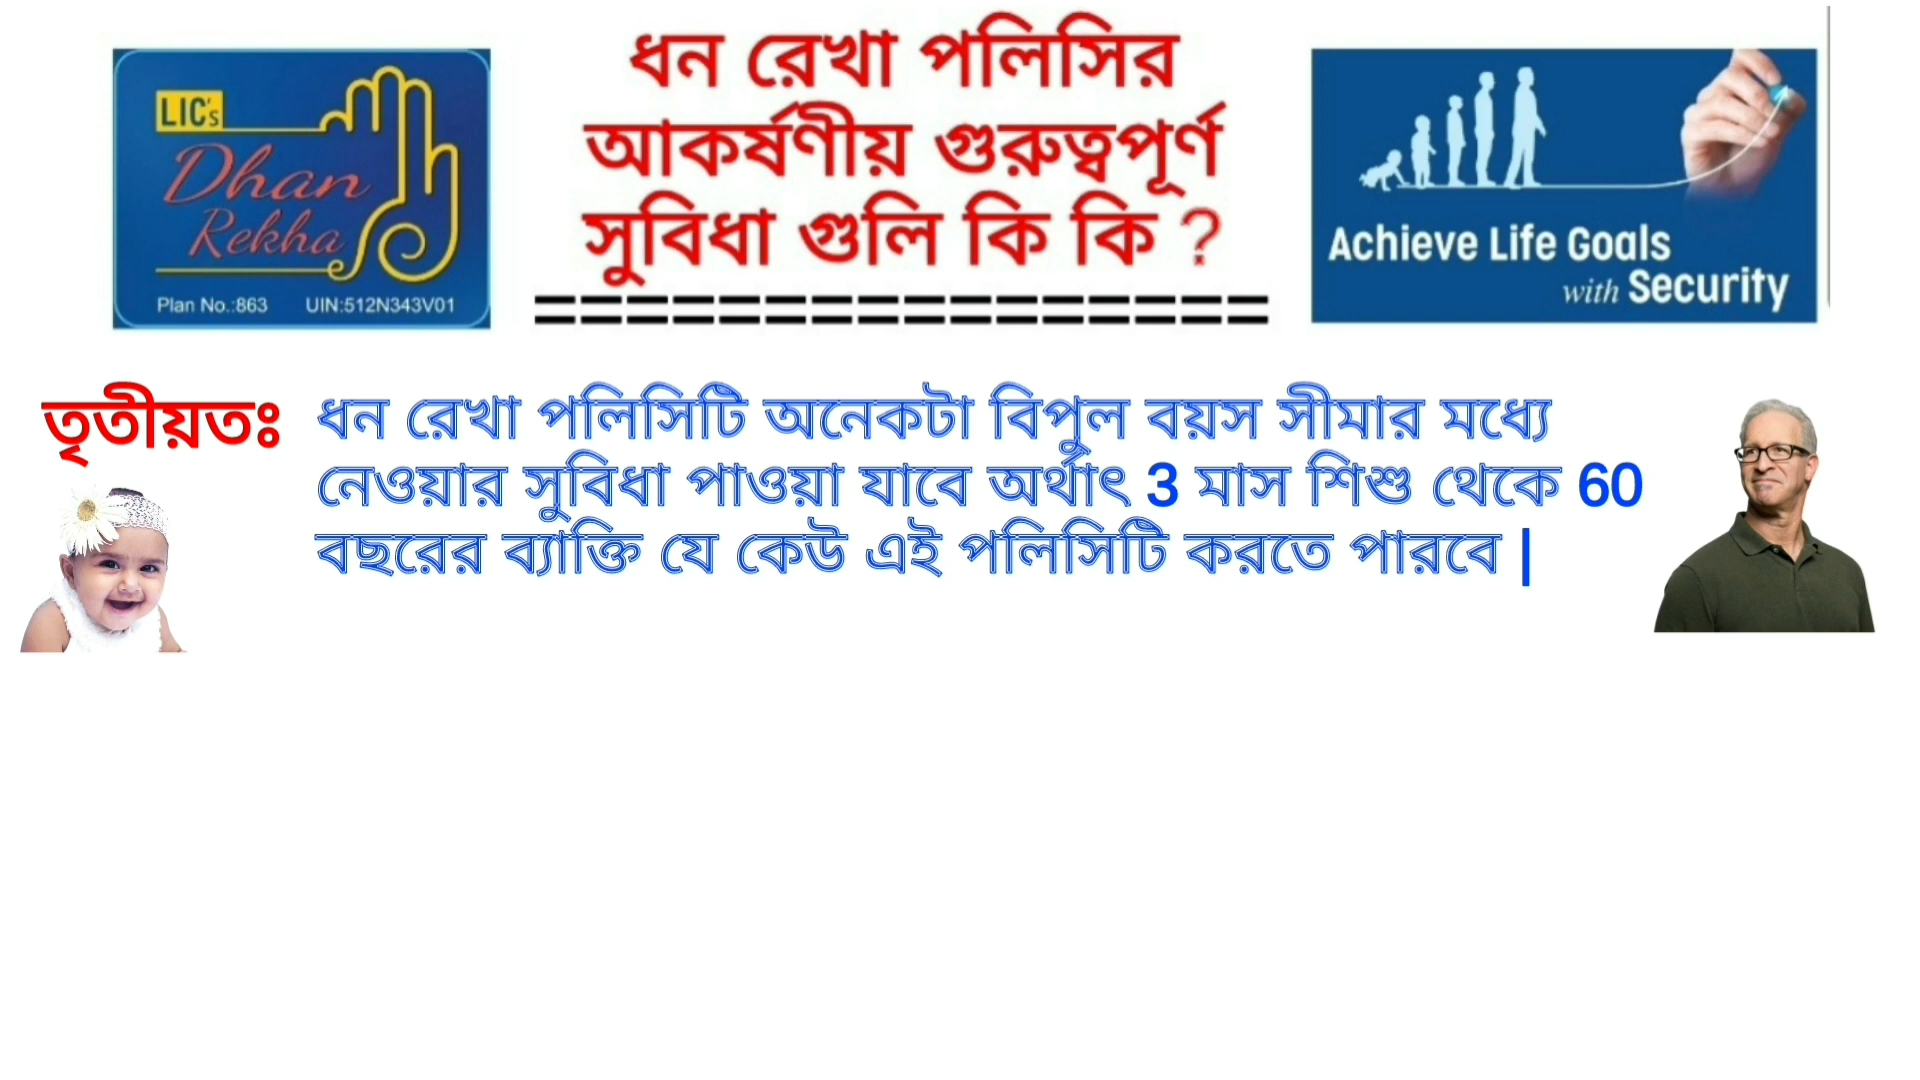 LIC's
Dhan
Rekha
Plan No.:863 UIN:512N343V01
ধন রেখা পলিসির
আকর্ষণীয় গুরুত্বপূর্ণ
সুবিধা গুলি কি কি ?
================
Achieve Life Goals
with Security
তৃতীয়তঃ
ধন রেখা পলিসিটি অনেকটা বিপুল বয়স সীমার মধ্যে
নেওয়ার সুবিধা পাওয়া যাবে অর্থাৎ 3 মাস শিশু থেকে 60
বছরের ব্যাক্তি যে কেউ এই পলিসিটি করতে পারবে |